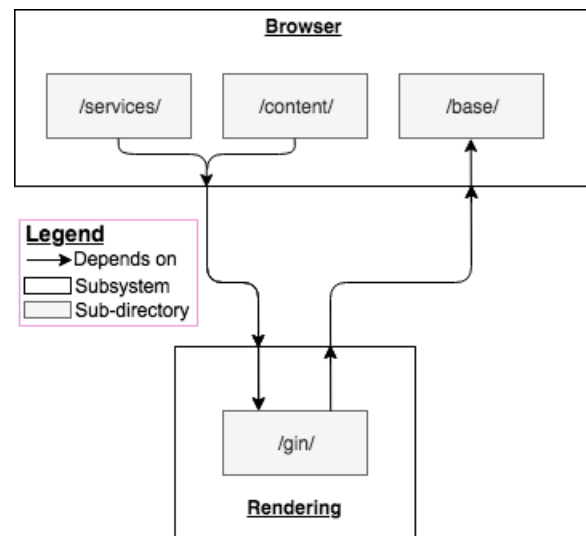 Browser
/services/
/content/
/base/
Legend
Depends on
Subsystem
Sub-directory
/gin/
Rendering